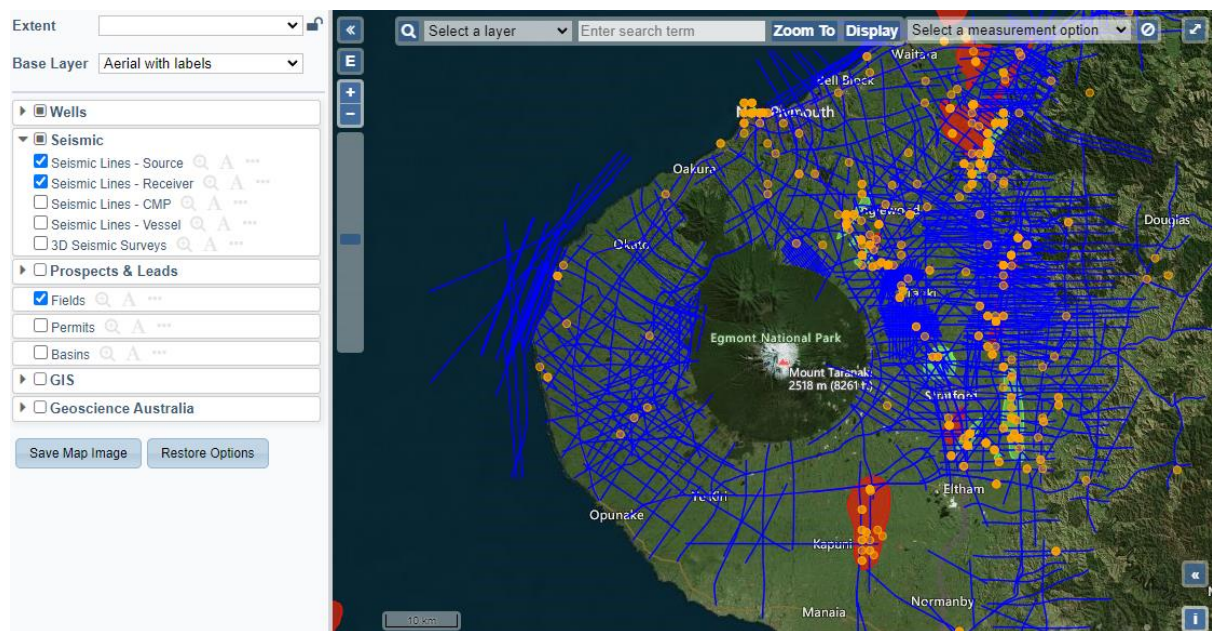 Extent
Base Layer Aerial with labels
Wells
Seismic
Seismic Lines - Source
Seismic Lines - Receiver
Seismic Lines - CMP
Seismic Lines - Vessel
3D Seismic Surveys
Prospects & Leads
Fields
Permits
Basins
GIS
Geoscience Australia
Save Map Image Restore Options
«
E
+
−
Select a layer Enter search term Zoom To Display Select a measurement option
Waitara
Bell Block
New Plymouth
Oakura
Inglewood
Douglas
Okato
Egmont National Park
Mount Taranaki
2518 m (8261 ft.)
Stratford
Eltham
Opunake
Kapuni
«
Normanby
Manaia
10 km
i